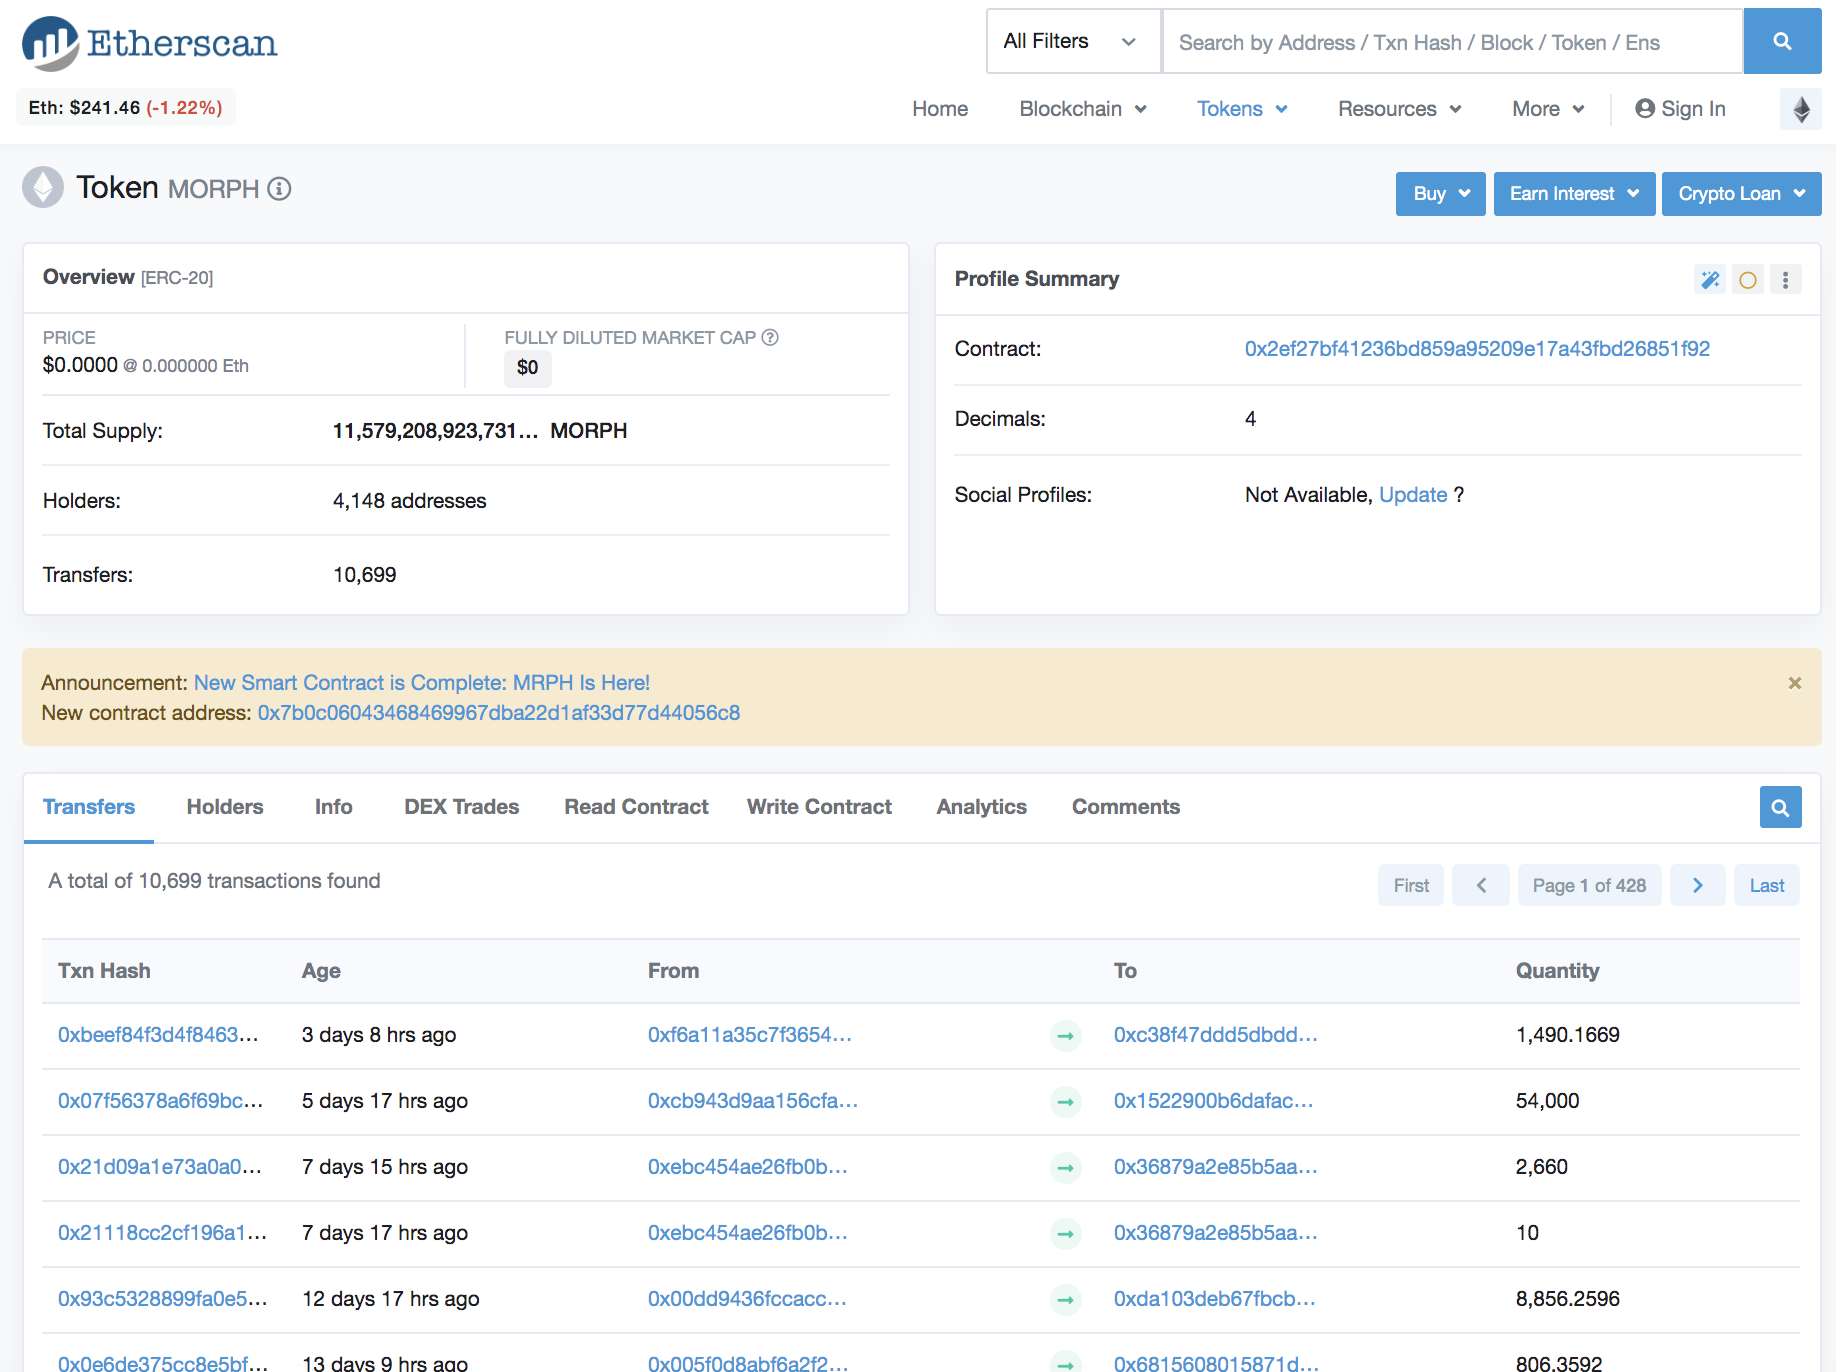 Etherscan
All Filters
Search by Address / Txn Hash / Block / Token / Ens
Eth: $241.46 (-1.22%)
Home Blockchain Tokens Resources More Sign In
Token MORPH
Buy Earn Interest Crypto Loan
Overview [ERC-20]
PRICE
$0.0000 @ 0.000000 Eth
FULLY DILUTED MARKET CAP
$0
Total Supply: 11,579,208,923,731... MORPH
Holders: 4,148 addresses
Transfers: 10,699
Profile Summary
Contract: 0x2ef27bf41236bd859a95209e17a43fbd26851f92
Decimals: 4
Social Profiles: Not Available, Update ?
Announcement: New Smart Contract is Complete: MRPH Is Here!
New contract address: 0x7b0c06043468469967dba22d1af33d77d44056c8
Transfers Holders Info DEX Trades Read Contract Write Contract Analytics Comments
A total of 10,699 transactions found
First Page 1 of 428 Last
Txn Hash Age From To Quantity
0xbeef84f3d4f8463... 3 days 8 hrs ago 0xf6a11a35c7f3654... 0xc38f47ddd5dbdd... 1,490.1669
0x07f56378a6f69bc... 5 days 17 hrs ago 0xcb943d9aa156cfa... 0x1522900b6dafac... 54,000
0x21d09a1e73a0a0... 7 days 15 hrs ago 0xebc454ae26fb0b... 0x36879a2e85b5aa... 2,660
0x21118cc2cf196a1... 7 days 17 hrs ago 0xebc454ae26fb0b... 0x36879a2e85b5aa... 10
0x93c5328899fa0e5... 12 days 17 hrs ago 0x00dd9436fccacc... 0xda103deb67fbcb... 8,856.2596
0x0e6de375cc8e5bf... 13 days 9 hrs ago 0x005f0d8abf6a2f2... 0x6815608015871d... 806.3592